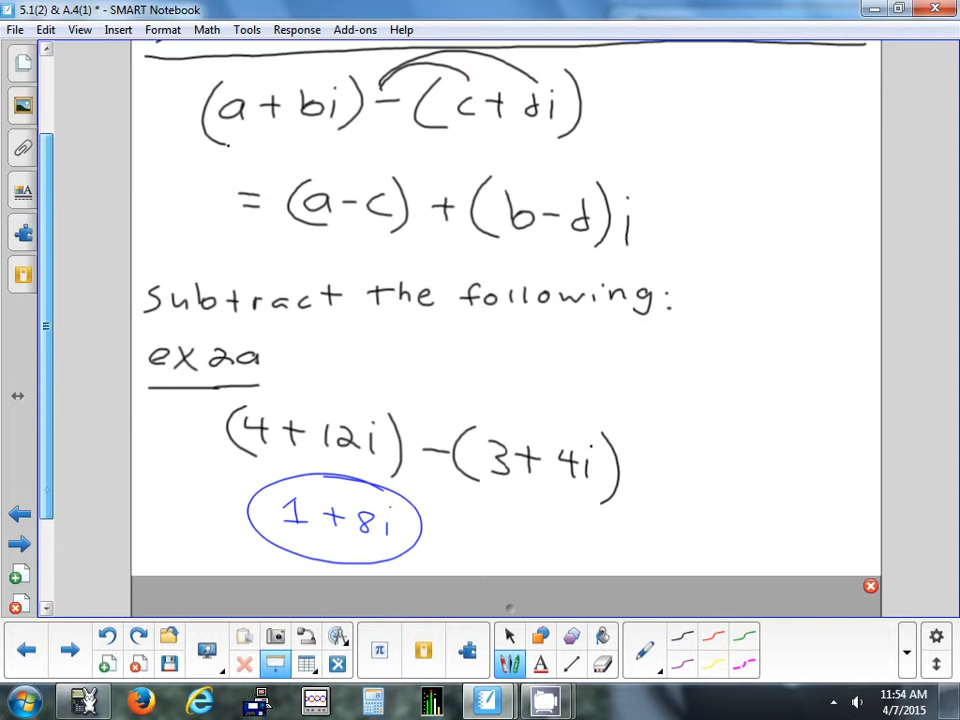 5.1(2) & A.4(1) * - SMART Notebook
File Edit View Insert Format Math Tools Response Add-ons Help
(a + bi) - (c + di)
= (a - c) + (b - d)i
Subtract the following:
ex 2a
(4 + 12i) - (3 + 4i)
1 + 8i
11:54 AM
4/7/2015